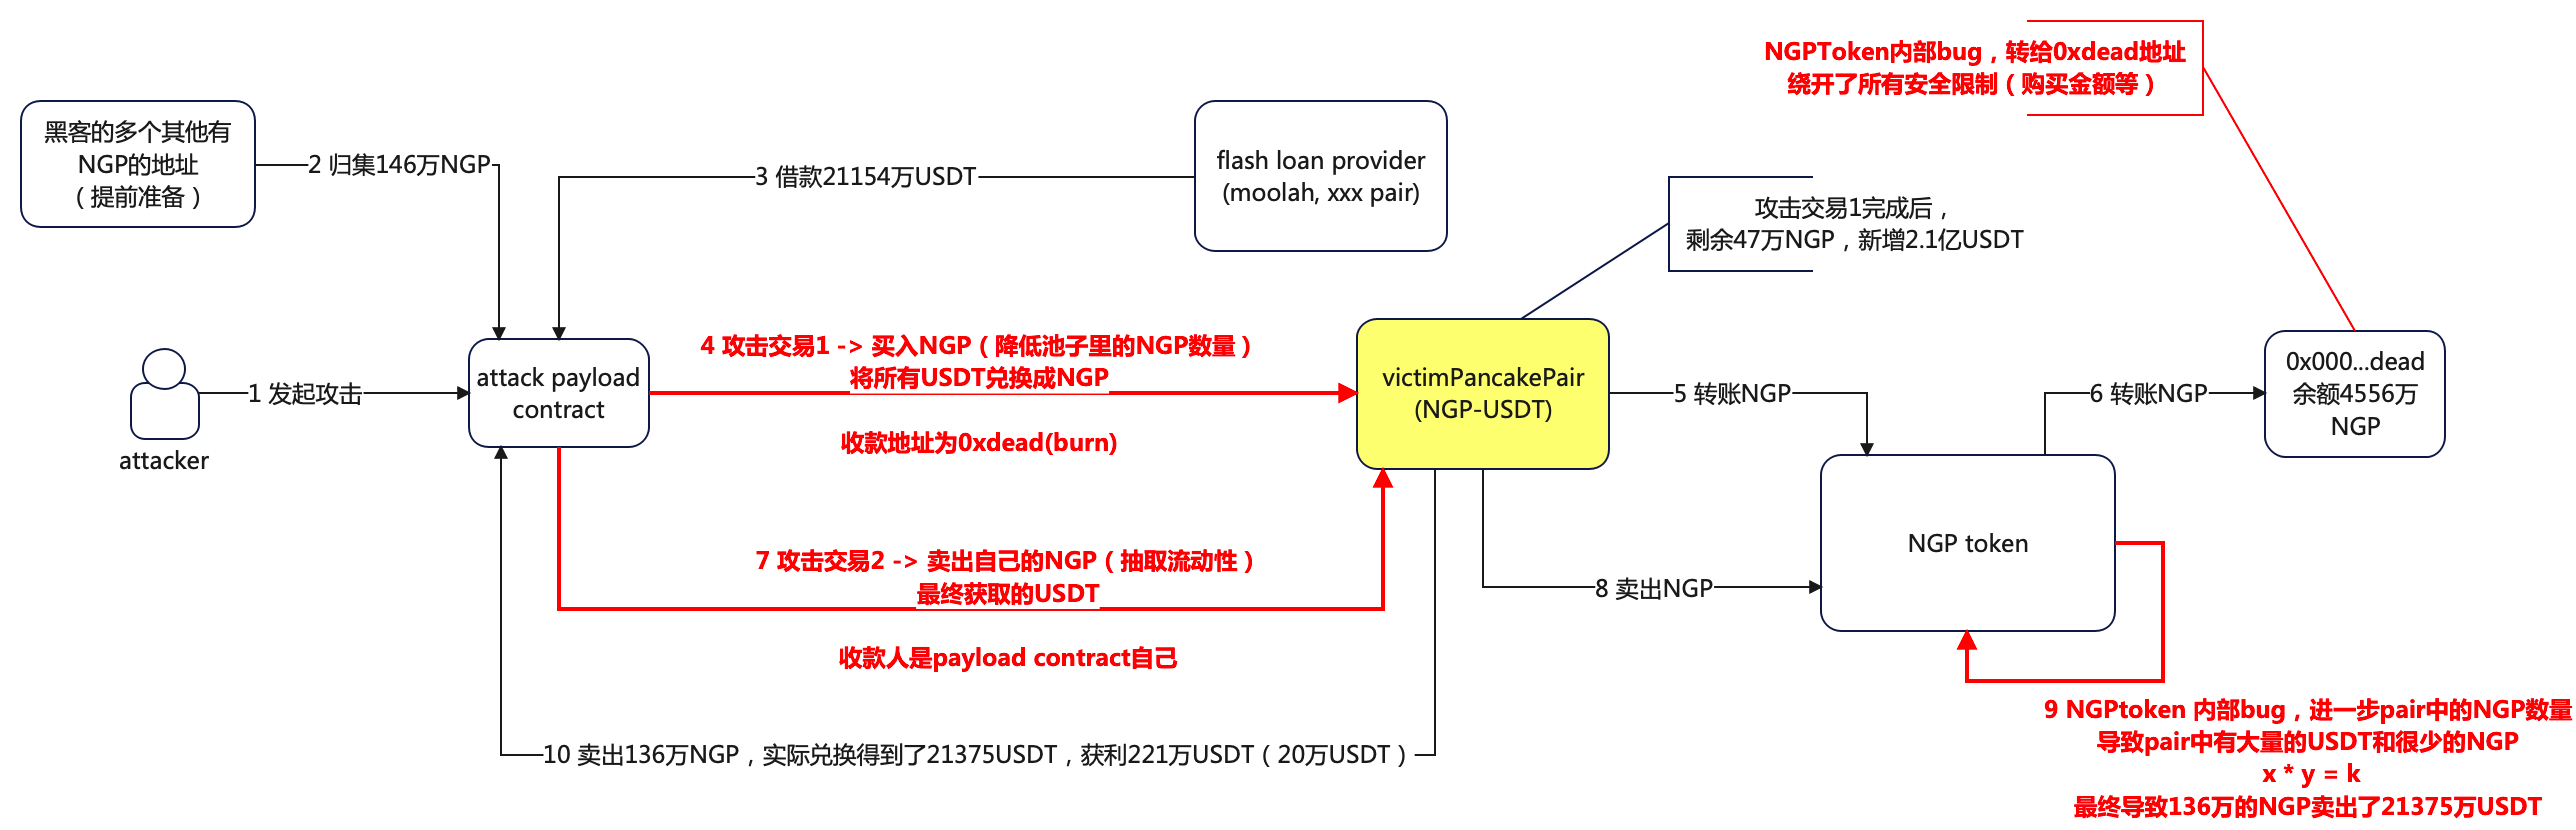 NGPToken内部bug，转给0xdead地址
绕开了所有安全限制（购买金额等）
黑客的多个其他有
NGP的地址
（提前准备）
2 归集146万NGP
3 借款21154万USDT
flash loan provider
(moolah, xxx pair)
攻击交易1完成后，
剩余47万NGP，新增2.1亿USDT
attacker
1 发起攻击
attack payload
contract
4 攻击交易1 -> 买入NGP（降低池子里的NGP数量）
将所有USDT兑换成NGP
收款地址为0xdead(burn)
victimPancakePair
(NGP-USDT)
5 转账NGP
6 转账NGP
0x000...dead
余额4556万
NGP
NGP token
7 攻击交易2 -> 卖出自己的NGP（抽取流动性）
最终获取的USDT
收款人是payload contract自己
8 卖出NGP
9 NGPtoken 内部bug，进一步pair中的NGP数量
导致pair中有大量的USDT和很少的NGP
x * y = k
最终导致136万的NGP卖出了21375万USDT
10 卖出136万NGP，实际兑换得到了21375USDT，获利221万USDT（20万USDT）